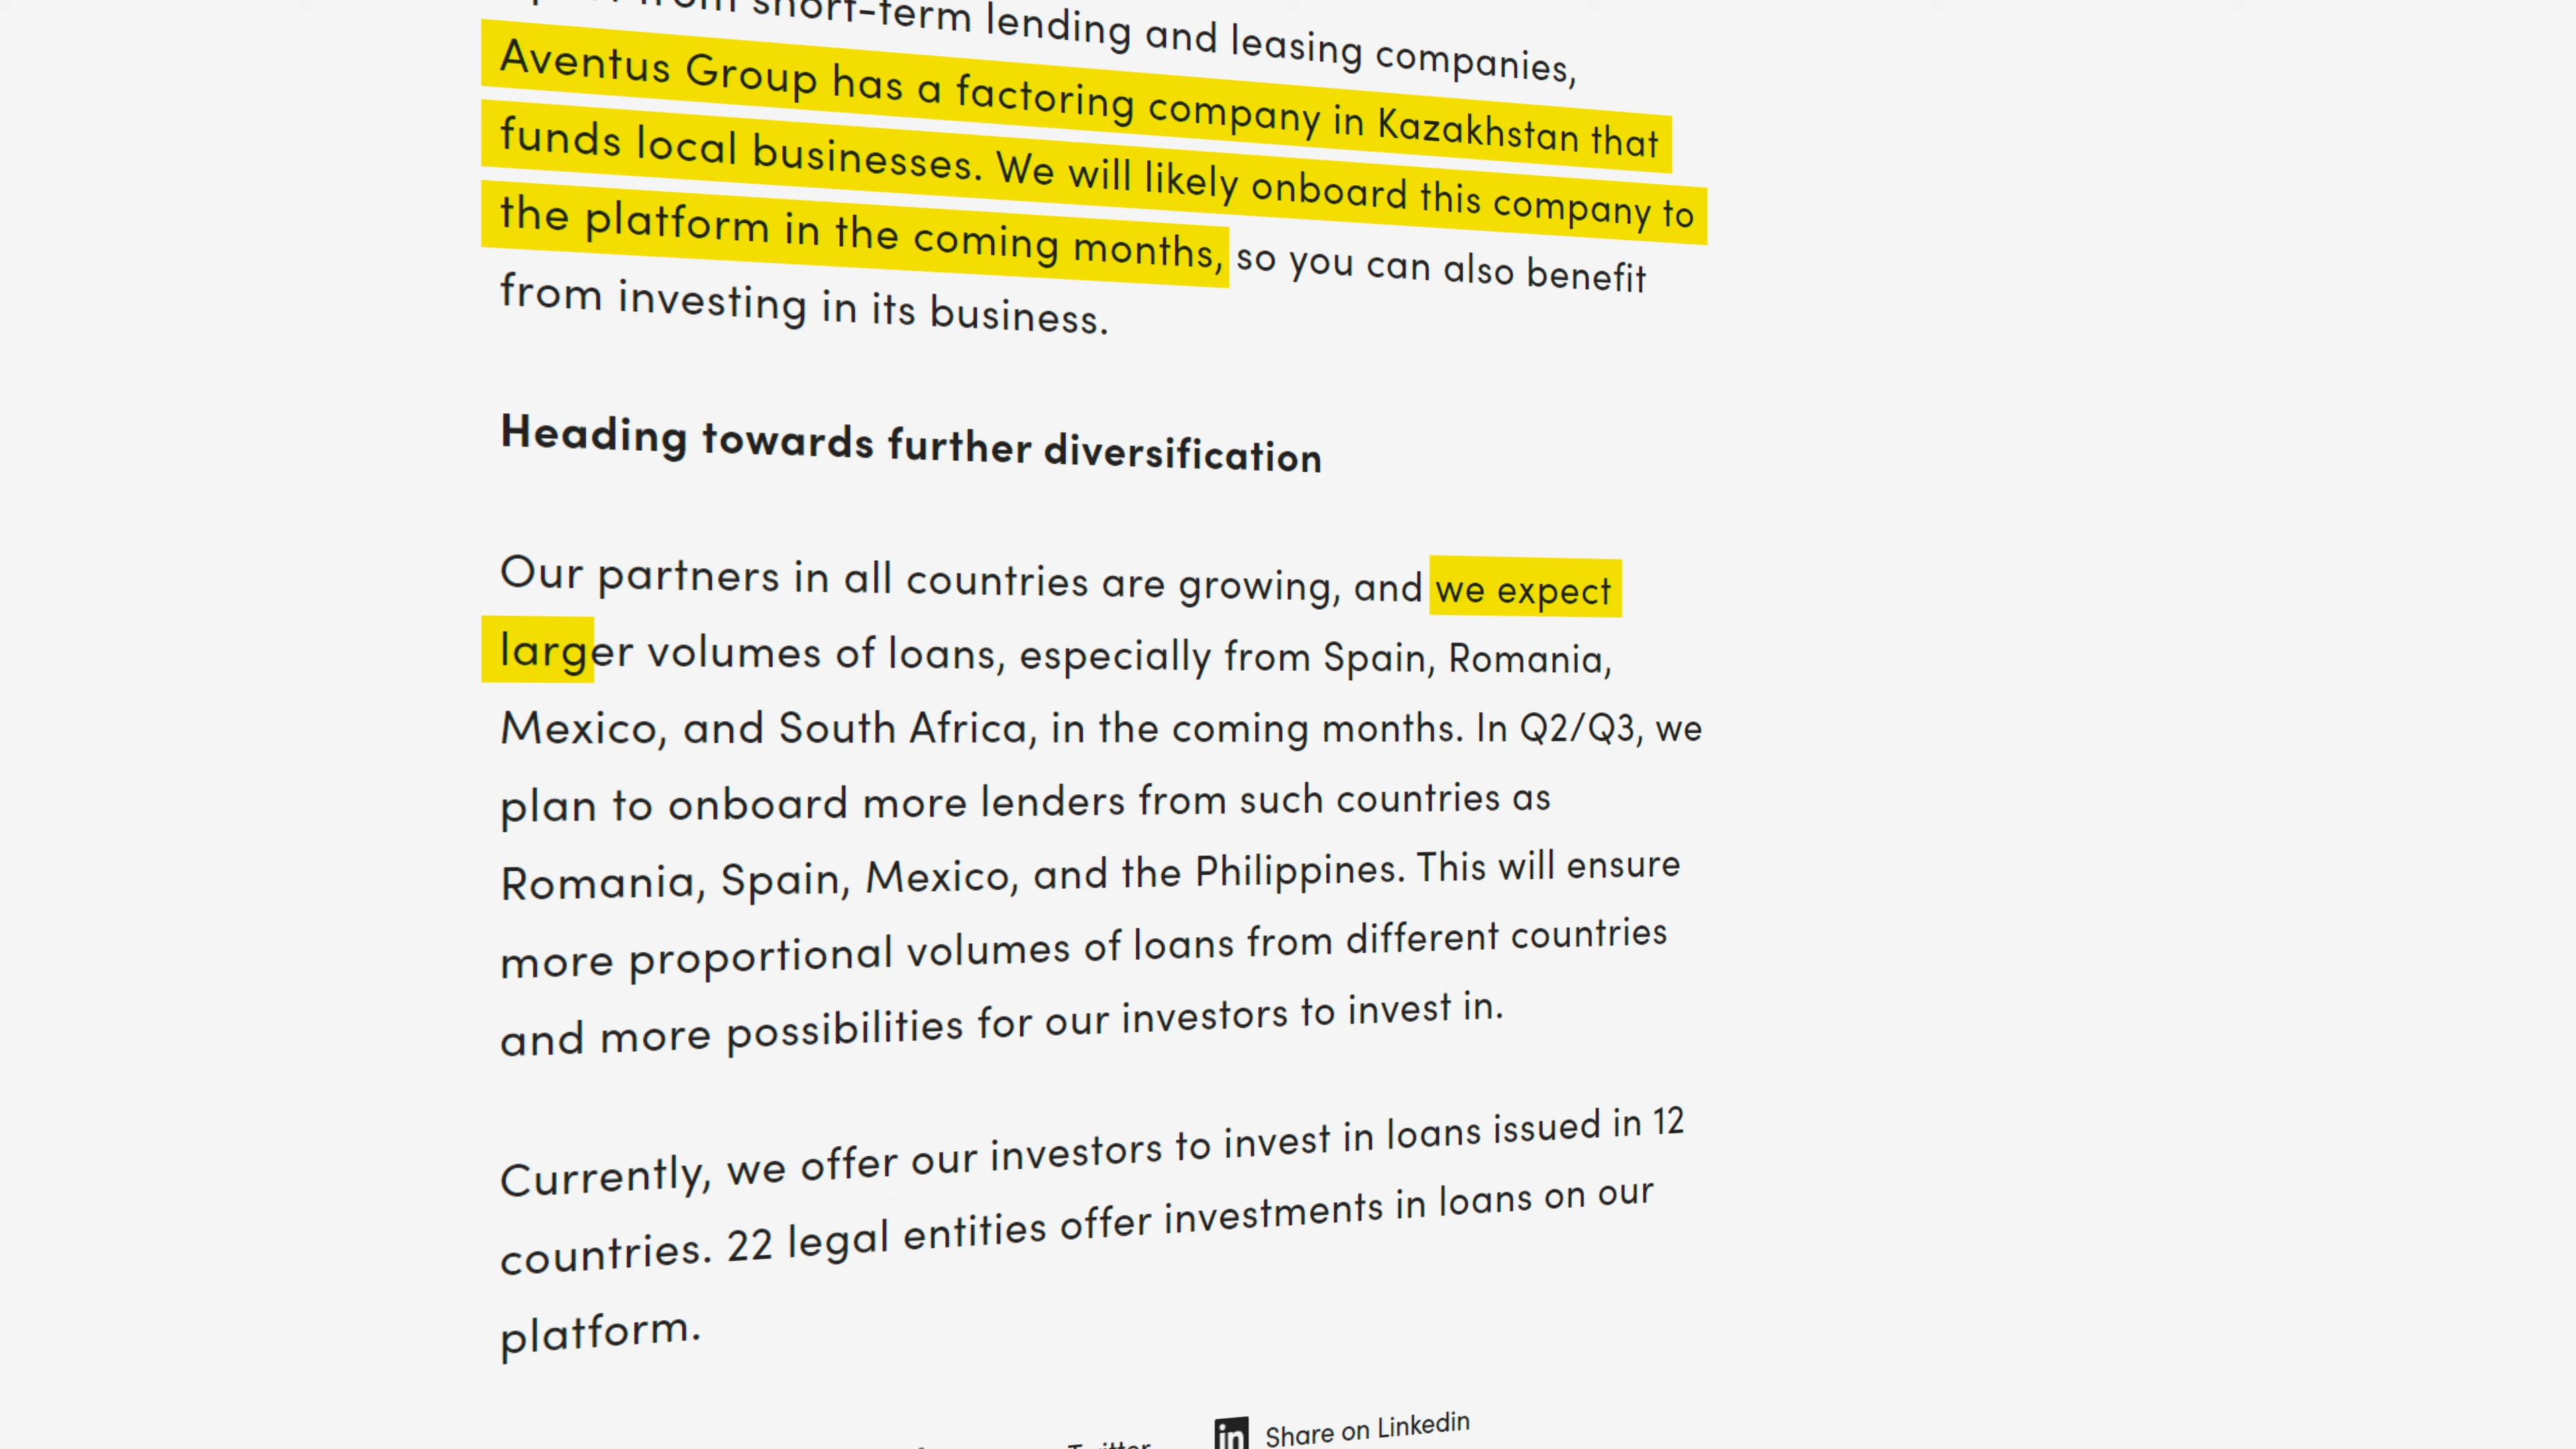 from short-term lending and leasing companies,
Aventus Group has a factoring company in Kazakhstan that
funds local businesses. We will likely onboard this company to
the platform in the coming months, so you can also benefit
from investing in its business.
Heading towards further diversification
Our partners in all countries are growing, and we expect
larger volumes of loans, especially from Spain, Romania,
Mexico, and South Africa, in the coming months. In Q2/Q3, we
plan to onboard more lenders from such countries as
Romania, Spain, Mexico, and the Philippines. This will ensure
more proportional volumes of loans from different countries
and more possibilities for our investors to invest in.
Currently, we offer our investors to invest in loans issued in 12
countries. 22 legal entities offer investments in loans on our
platform.
Twitter in Share on Linkedin